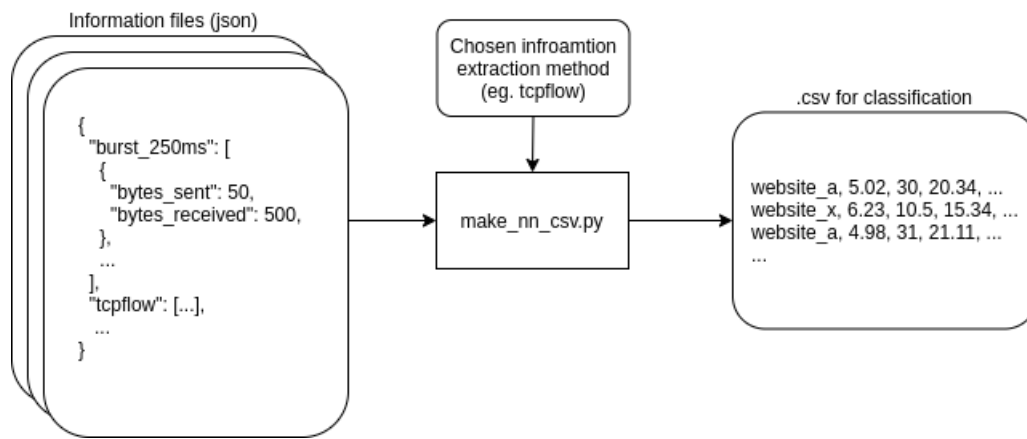 Information files (json)
{
"burst_250ms": [
{
"bytes_sent": 50,
"bytes_received": 500,
},
...
],
"tcpflow": [...],
...
}
Chosen infroamtion
extraction method
(eg. tcpflow)
make_nn_csv.py
.csv for classification
website_a, 5.02, 30, 20.34, ...
website_x, 6.23, 10.5, 15.34, ...
website_a, 4.98, 31, 21.11, ...
...